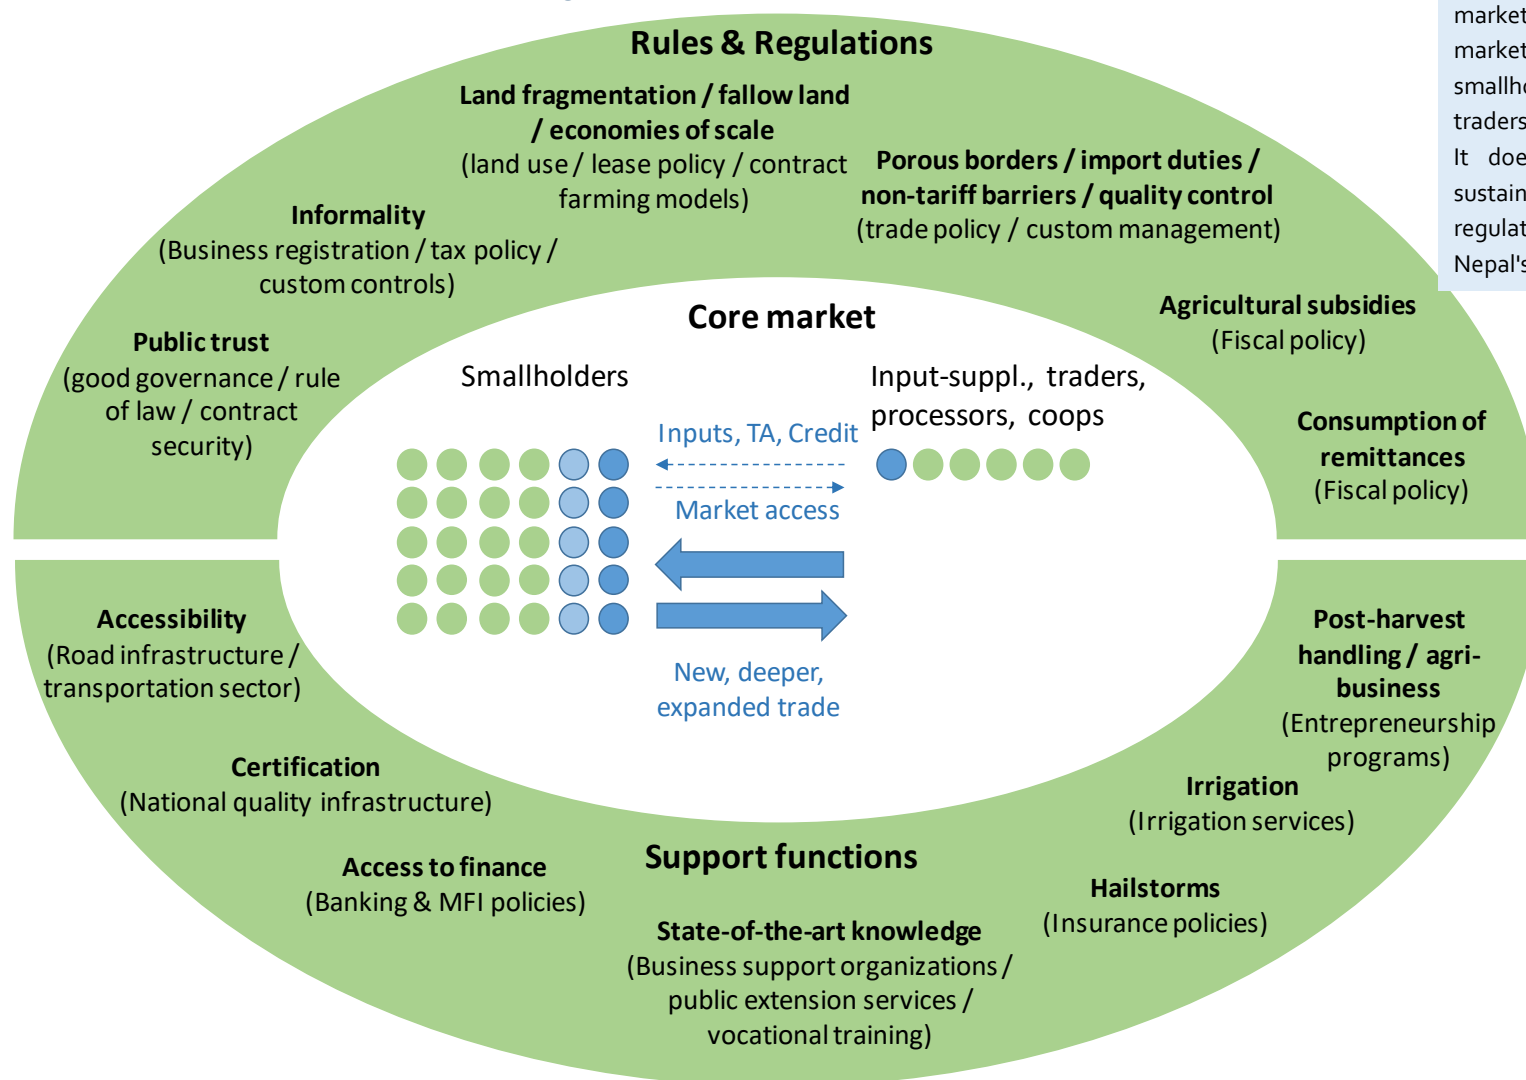 Rules & Regulations
Land fragmentation / fallow land
/ economies of scale
(land use / lease policy / contract
farming models)
Porous borders / import duties /
non-tariff barriers / quality control
(trade policy / custom management)
Informality
(Business registration / tax policy /
custom controls)
Public trust
(good governance / rule
of law / contract
security)
Agricultural subsidies
(Fiscal policy)
Consumption of
remittances
(Fiscal policy)
market
market
traders
It
Nepal's
Core market
Smallholders
Input-suppl., traders,
processors, coops
Inputs, TA, Credit
Market access
New, deeper,
expanded trade
Accessibility
(Road infrastructure /
transportation sector)
Certification
(National quality infrastructure)
Access to finance
(Banking & MFI policies)
Support functions
State-of-the-art knowledge
(Business support organizations /
public extension services /
vocational training)
Hailstorms
(Insurance policies)
Irrigation
(Irrigation services)
Post-harvest
handling / agri-
business
(Entrepreneurship
programs)